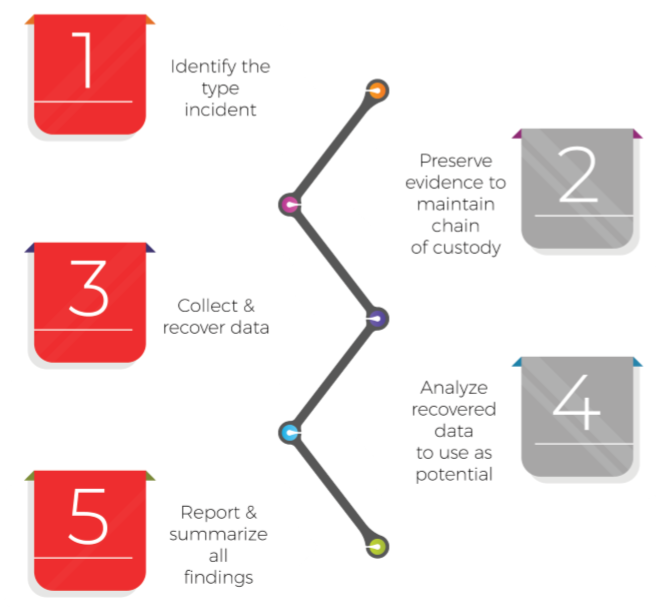 1
Identify the
type
incident
2
Preserve
evidence to
maintain
chain
of custody
3
Collect &
recover data
4
Analyze
recovered
data
to use as
potential
5
Report &
summarize
all
findings